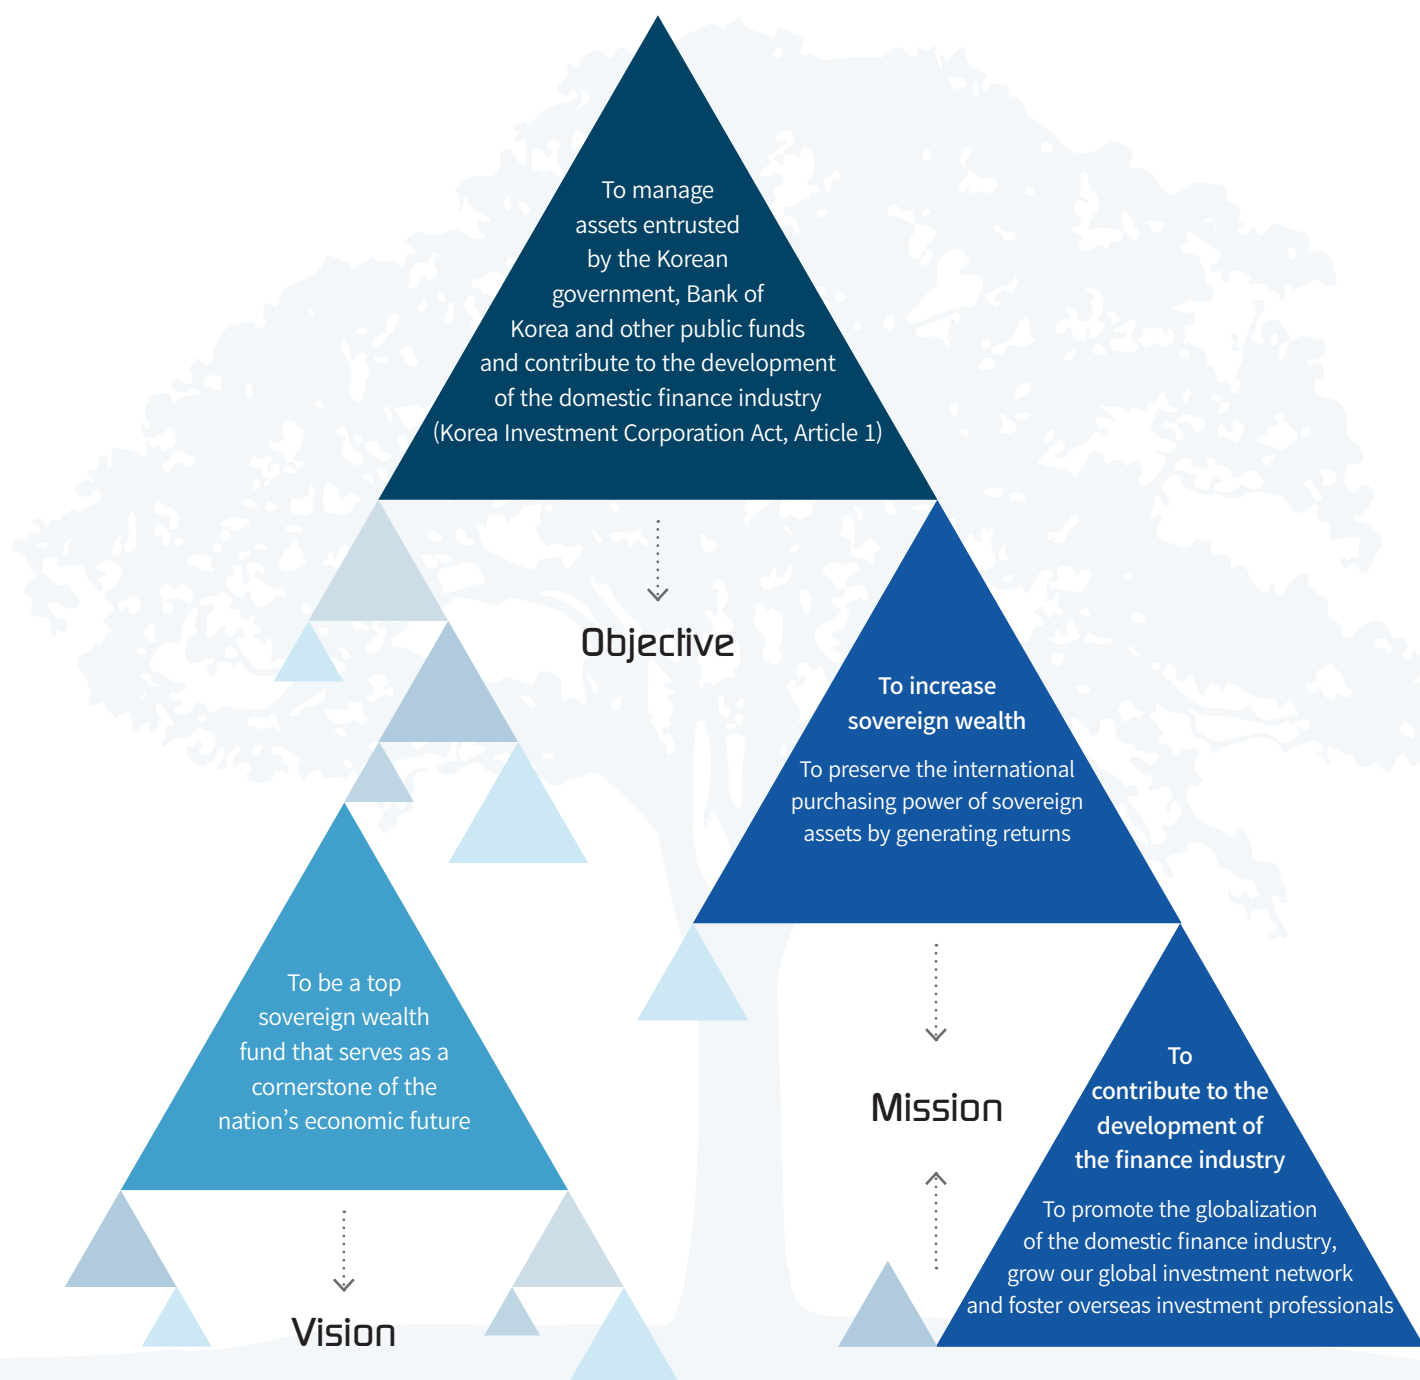 To manage
assets entrusted
by the Korean
government, Bank of
Korea and other public funds
and contribute to the development
of the domestic finance industry
(Korea Investment Corporation Act, Article 1)
Objective
To increase
sovereign wealth
To preserve the international
purchasing power of sovereign
assets by generating returns
To be a top
sovereign wealth
fund that serves as a
cornerstone of the
nation’s economic future
Vision
Mission
To
contribute to the
development of
the finance industry
To promote the globalization
of the domestic finance industry,
grow our global investment network
and foster overseas investment professionals